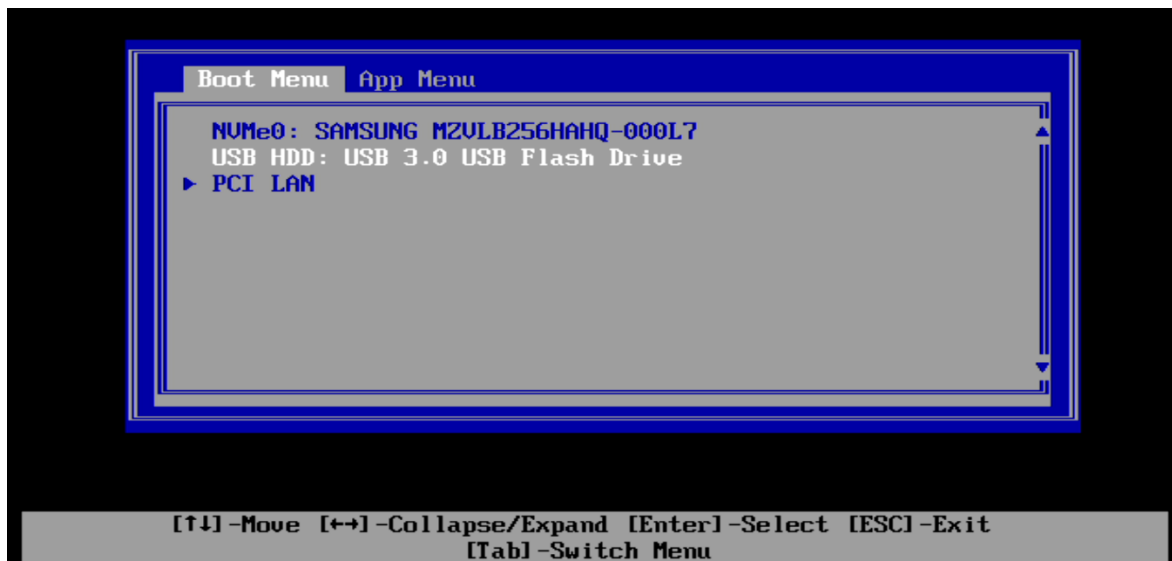 Boot Menu App Menu
NVMe0: SAMSUNG MZVLB256HAHQ-000L7
USB HDD: USB 3.0 USB Flash Drive
PCI LAN
[↑↓]-Move [←→]-Collapse/Expand [Enter]-Select [ESC]-Exit
[Tab]-Switch Menu